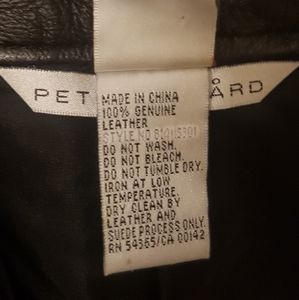 PET ÅRD
MADE IN CHINA
100% GENUINE
LEATHER
STYLE NO
DO NOT WASH.
DO NOT BLEACH.
DO NOT TUMBLE DRY.
IRON AT LOW
TEMPERATURE.
DRY CLEAN BY
LEATHER AND
SUEDE PROCESS ONLY.
RN 54365/CA 00142